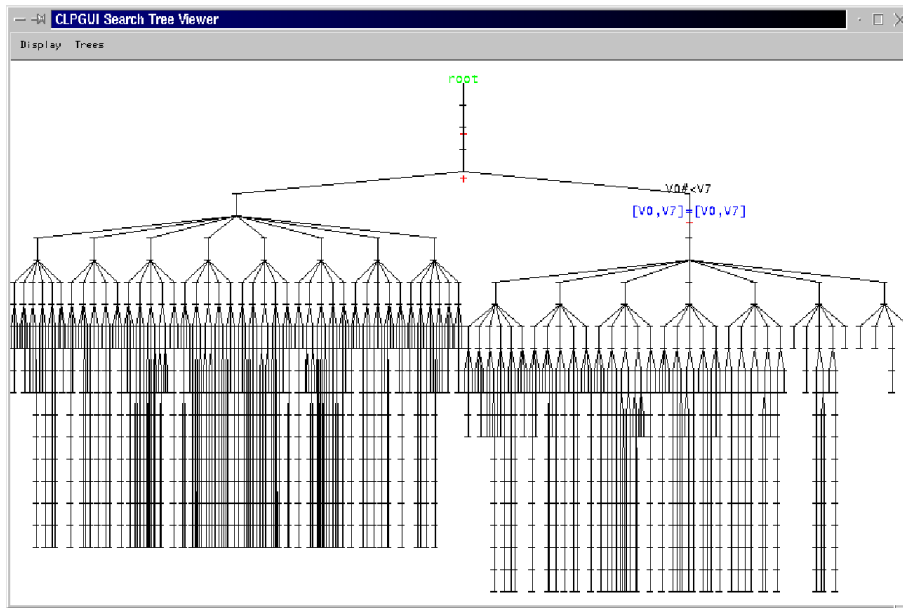 CLPGUI Search Tree Viewer
Display Trees
root
V0#<V7
[V0,V7]=[V0,V7]